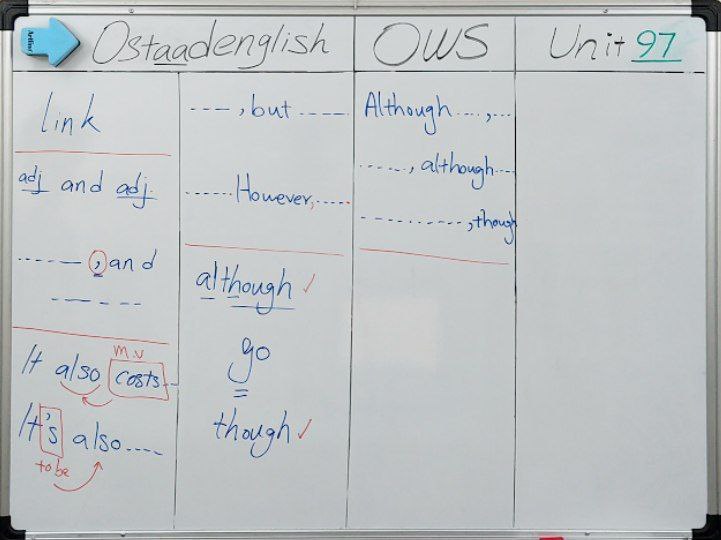 Ostaadenglish
OWS
Unit 97
link
adj and adj.
------ , and
-----
m.v
It also costs...
It's also....
to be
---- , but -----
...... However, .....
although ✓
go
though ✓
Although ...., ...
......, although ....
............, though